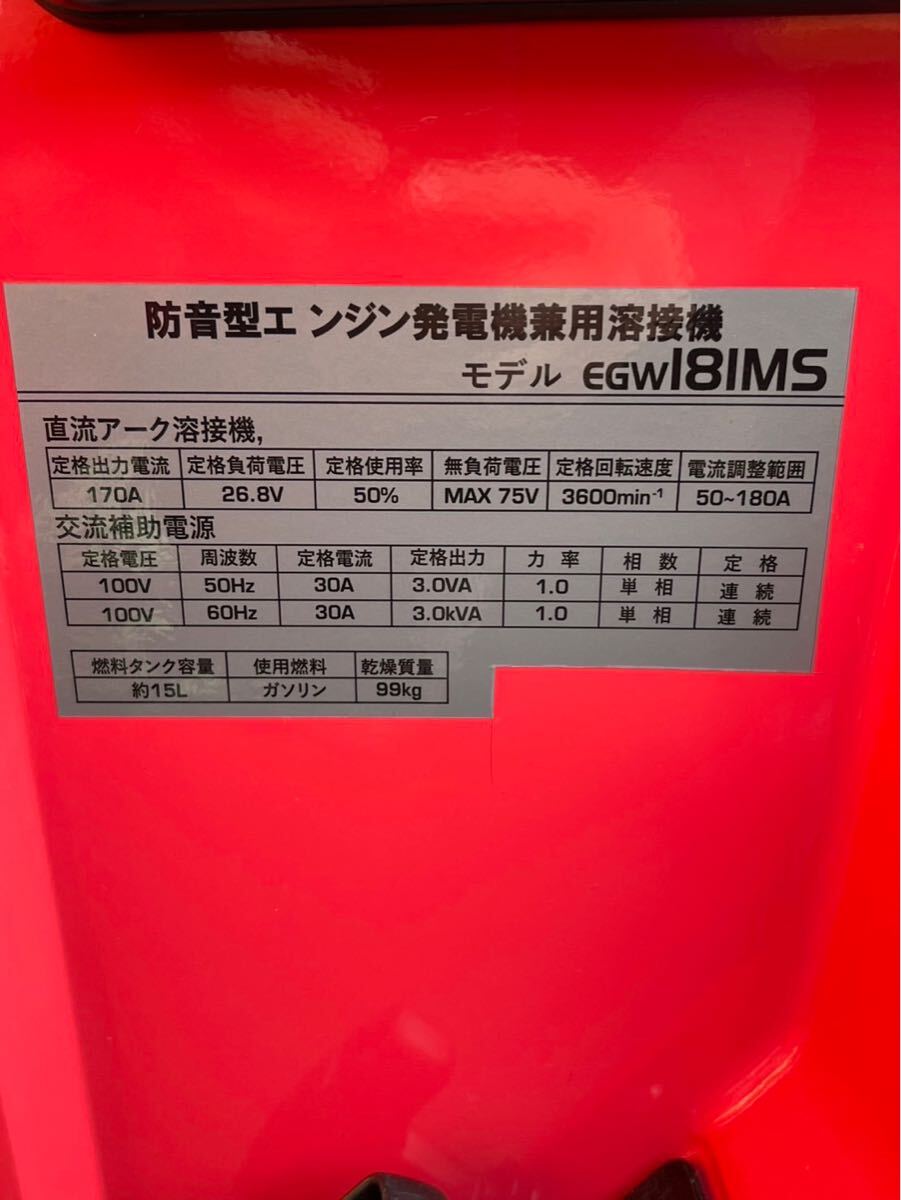 防音型エ ンジン発電機兼用溶接機
モデル EGW181MS
直流アーク溶接機,
定格出力電流 定格負荷電圧 定格使用率 無負荷電圧 定格回転速度 電流調整範囲
170A 26.8V 50% MAX 75V 3600min⁻¹ 50~180A
交流補助電源
定格電圧 周波数 定格電流 定格出力 力 率 相 数 定 格
100V 50Hz 30A 3.0VA 1.0 単 相 連 続
100V 60Hz 30A 3.0kVA 1.0 単 相 連 続
燃料タンク容量 使用燃料 乾燥質量
約15L ガソリン 99kg